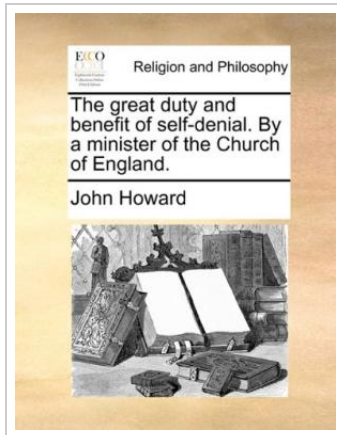 ECCO
Religion and Philosophy
The great duty and
benefit of self-denial. By
a minister of the Church
of England.
John Howard